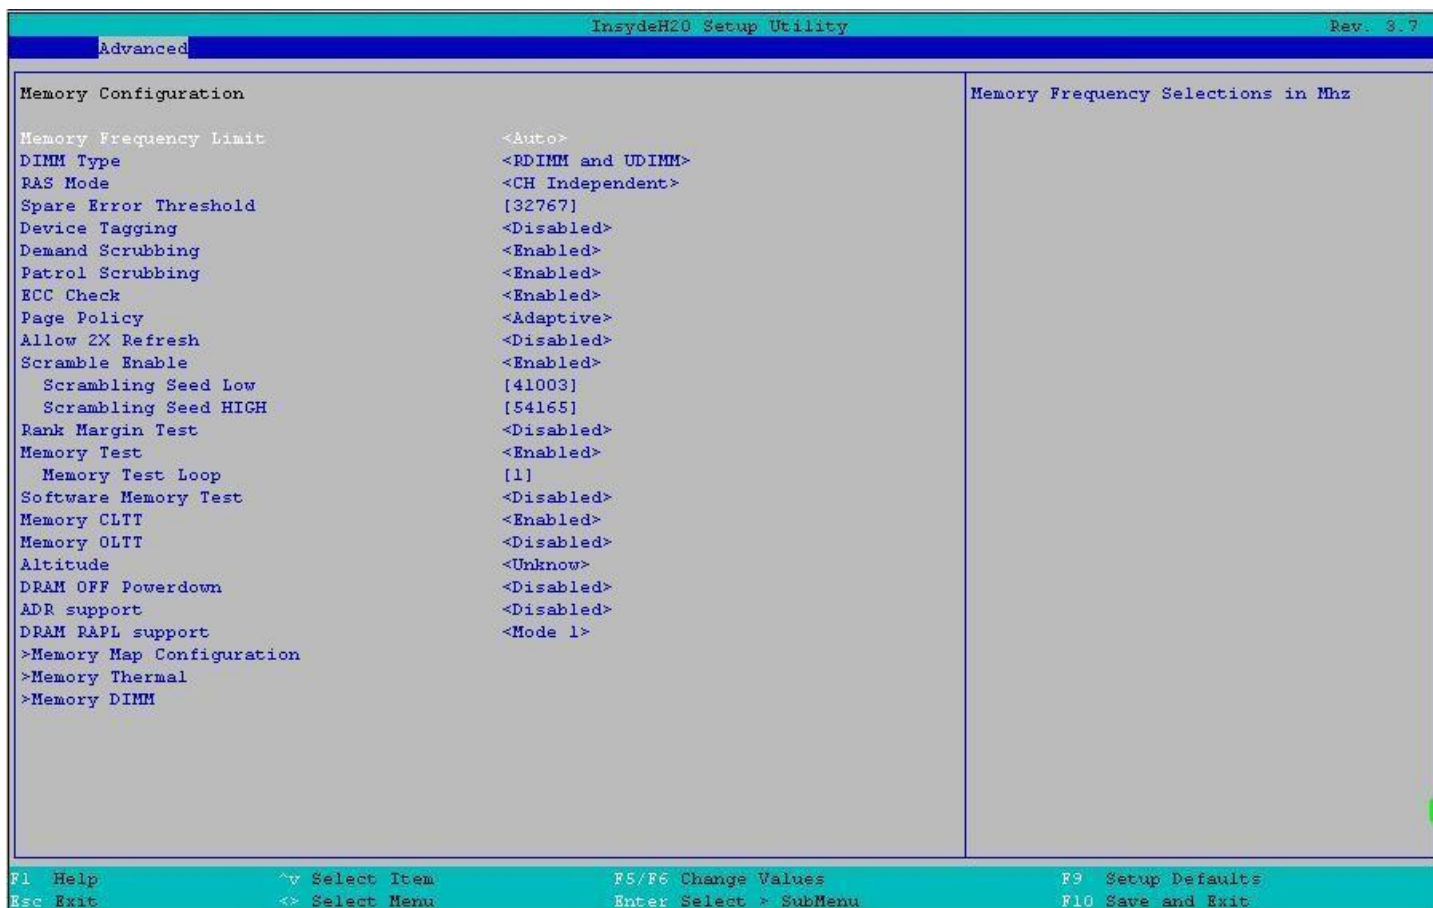 InsydeH20 Setup Utility Rev. 3.7
Advanced
Memory Configuration
Memory Frequency Selections in Mhz
Memory Frequency Limit <Auto>
DIMM Type <RDIMM and UDIMM>
RAS Mode <CH Independent>
Spare Error Threshold [32767]
Device Tagging <Disabled>
Demand Scrubbing <Enabled>
Patrol Scrubbing <Enabled>
ECC Check <Enabled>
Page Policy <Adaptive>
Allow 2X Refresh <Disabled>
Scramble Enable <Enabled>
Scrambling Seed Low [41003]
Scrambling Seed HIGH [54165]
Rank Margin Test <Disabled>
Memory Test <Enabled>
Memory Test Loop [1]
Software Memory Test <Disabled>
Memory CLTT <Enabled>
Memory OLTT <Disabled>
Altitude <Unknow>
DRAM OFF Powerdown <Disabled>
ADR support <Disabled>
DRAM RAPL support <Mode 1>
>Memory Map Configuration
>Memory Thermal
>Memory DIMM
F1 Help ^v Select Item F5/F6 Change Values F9 Setup Defaults
Esc Exit <> Select Menu Enter Select > SubMenu F10 Save and Exit